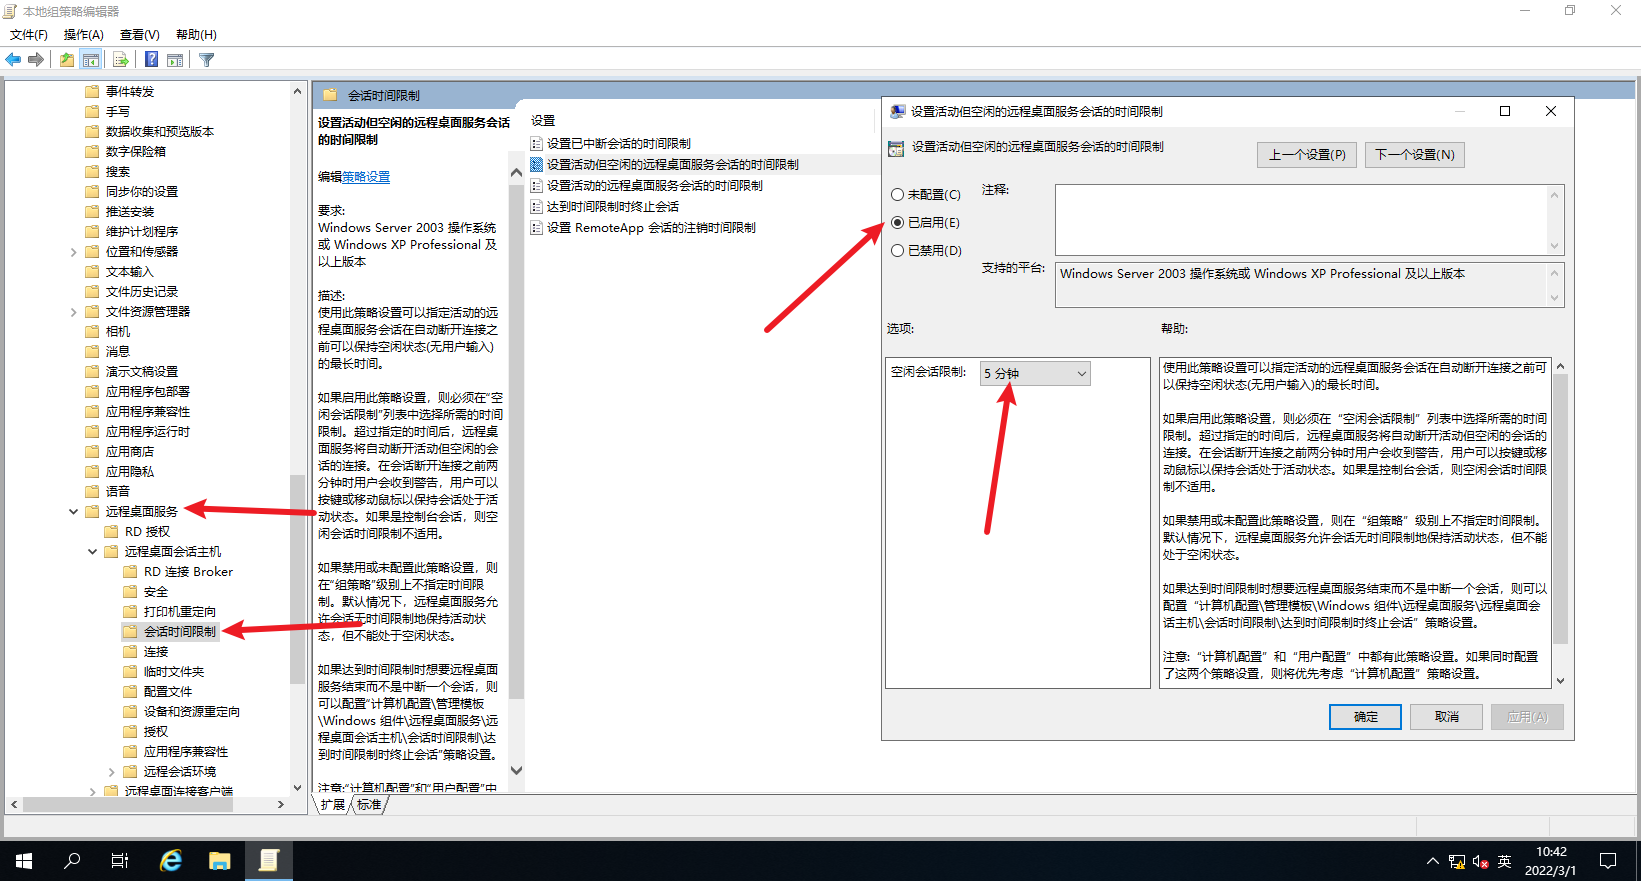 本地组策略编辑器
文件(F) 操作(A) 查看(V) 帮助(H)
事件转发
手写
数据收集和预览版本
数字保险箱
搜索
同步你的设置
推送安装
维护计划程序
位置和传感器
文本输入
文件历史记录
文件资源管理器
相机
消息
演示文稿设置
应用程序包部署
应用程序兼容性
应用程序运行时
应用商店
应用隐私
语音
远程桌面服务
RD 授权
远程桌面会话主机
RD 连接 Broker
安全
打印机重定向
会话时间限制
连接
临时文件夹
配置文件
设备和资源重定向
授权
应用程序兼容性
远程会话环境
远程桌面连接客户端
会话时间限制
设置活动但空闲的远程桌面服务会话
的时间限制
编辑策略设置
要求:
Windows Server 2003 操作系统
或 Windows XP Professional 及
以上版本
描述:
使用此策略设置可以指定活动的远
程桌面服务会话在自动断开连接之
前可以保持空闲状态(无用户输入)
的最长时间。
如果启用此策略设置，则必须在“空
闲会话限制”列表中选择所需的时间
限制。超过指定的时间后，远程桌
面服务将自动断开活动但空闲的会
话的连接。在会话断开连接之前两
分钟时用户会收到警告，用户可以
按键或移动鼠标以保持会话处于活
动状态。如果是控制台会话，则空
闲会话时间限制不适用。
如果禁用或未配置此策略设置，则
在“组策略”级别上不指定时间限
制。默认情况下，远程桌面服务允
许会话无时间限制地保持活动状
态，但不能处于空闲状态。
如果达到时间限制时想要远程桌面
服务结束而不是中断一个会话，则
可以配置“计算机配置\管理模板
\Windows 组件\远程桌面服务\远
程桌面会话主机\会话时间限制\达
到时间限制时终止会话”策略设置。
注意:“计算机配置”和“用户配置”中
扩展 标准
设置
设置已中断会话的时间限制
设置活动但空闲的远程桌面服务会话的时间限制
设置活动的远程桌面服务会话的时间限制
达到时间限制时终止会话
设置 RemoteApp 会话的注销时间限制
设置活动但空闲的远程桌面服务会话的时间限制
设置活动但空闲的远程桌面服务会话的时间限制
上一个设置(P) 下一个设置(N)
未配置(C)
已启用(E)
已禁用(D)
注释:
支持的平台:
Windows Server 2003 操作系统或 Windows XP Professional 及以上版本
选项:
帮助:
空闲会话限制: 5 分钟
使用此策略设置可以指定活动的远程桌面服务会话在自动断开连接之前可
以保持空闲状态(无用户输入)的最长时间。
如果启用此策略设置，则必须在“空闲会话限制”列表中选择所需的时间
限制。超过指定的时间后，远程桌面服务将自动断开活动但空闲的会话的
连接。在会话断开连接之前两分钟时用户会收到警告，用户可以按键或移
动鼠标以保持会话处于活动状态。如果是控制台会话，则空闲会话时间限
制不适用。
如果禁用或未配置此策略设置，则在“组策略”级别上不指定时间限制。
默认情况下，远程桌面服务允许会话无时间限制地保持活动状态，但不能
处于空闲状态。
如果达到时间限制时想要远程桌面服务结束而不是中断一个会话，则可以
配置“计算机配置\管理模板\Windows 组件\远程桌面服务\远程桌面会
话主机\会话时间限制\达到时间限制时终止会话”策略设置。
注意:“计算机配置”和“用户配置”中都有此策略设置。如果同时配置
了这两个策略设置，则将优先考虑“计算机配置”策略设置。
确定 取消 应用(A)
英
10:42
2022/3/1